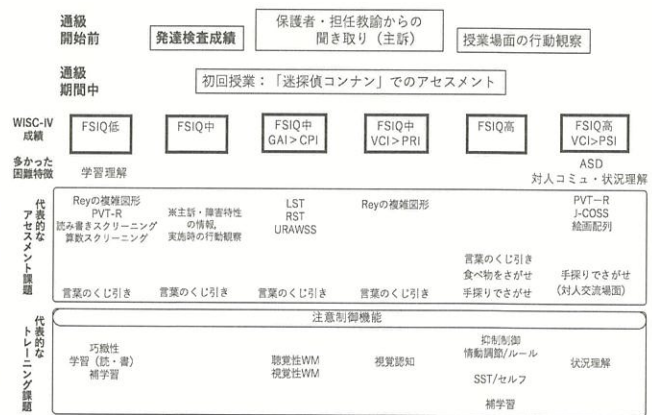 通級
開始前
発達検査成績
保護者・担任教諭からの
聞き取り（主訴）
授業場面の行動観察
通級
期間中
初回授業：「迷探偵コンナン」でのアセスメント
WISC-IV
成績
FSIQ低
FSIQ中
FSIQ中
GAI＞CPI
FSIQ中
VCI＞PRI
FSIQ高
FSIQ高
VCI>PSI
多かった
困難特徴
学習理解
ASD
対人コミュ・状況理解
代表的な
アセスメント課題
Reyの複雑図形
PVT-R
読み書きスクリーニング
算数スクリーニング
言葉のくじ引き
※主訴・障害特性
の情報,
実施時の行動観察
言葉のくじ引き
LST
RST
URAWSS
言葉のくじ引き
Reyの複雑図形
言葉のくじ引き
言葉のくじ引き
食べ物をさがせ
手探りでさがせ
PVT－R
J-COSS
絵画配列
手探りでさがせ
（対人交流場面）
代表的な
トレーニング課題
注意制御機能
巧緻性
学習（読・書）
補学習
聴覚性WM
視覚性WM
視覚認知
抑制制御
情動調節/ルール
SST/セルフ
補学習
状況理解